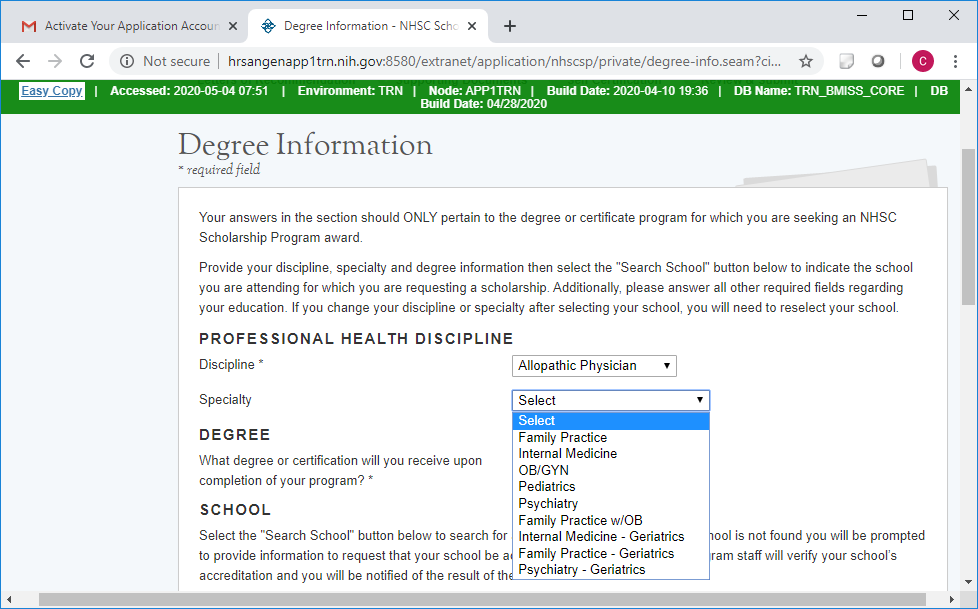 Activate Your Application Accoun
Degree Information - NHSC Scho
Not secure | hrsangenapp1trn.nih.gov:8580/extranet/application/nhscsp/private/degree-info.seam?ci...
C
Easy Copy | Accessed: 2020-05-04 07:51 | Environment: TRN | Node: APP1TRN | Build Date: 2020-04-10 19:36 | DB Name: TRN_BMISS_CORE | DB
Build Date: 04/28/2020
Degree Information
* required field
Your answers in the section should ONLY pertain to the degree or certificate program for which you are seeking an NHSC
Scholarship Program award.
Provide your discipline, specialty and degree information then select the "Search School" button below to indicate the school
you are attending for which you are requesting a scholarship. Additionally, please answer all other required fields regarding
your education. If you change your discipline or specialty after selecting your school, you will need to reselect your school.
PROFESSIONAL HEALTH DISCIPLINE
Discipline *
Allopathic Physician
Specialty
Select
Select
Family Practice
Internal Medicine
OB/GYN
Pediatrics
Psychiatry
Family Practice w/OB
Internal Medicine - Geriatrics
Family Practice - Geriatrics
Psychiatry - Geriatrics
DEGREE
What degree or certification will you receive upon
completion of your program? *
SCHOOL
Select the "Search School" button below to search for hool is not found you will be prompted
to provide information to request that your school be ad ram staff will verify your school's
accreditation and you will be notified of the result of the